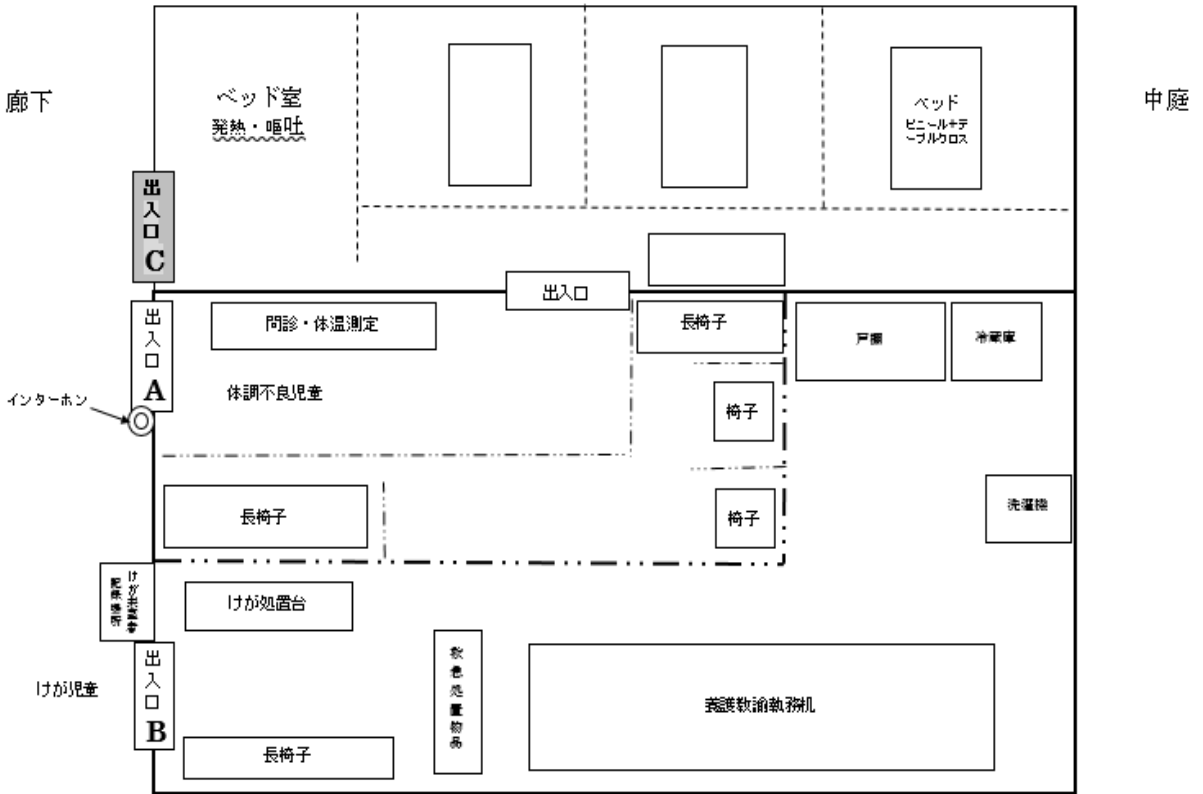 廊下
ベッド室
発熱・嘔吐
ベッド
ビニールテ
ーブルクロス
中庭
出入口C
出入口
出入口A
問診・体温測定
長椅子
戸棚
冷蔵庫
インターホン
体調不良児童
椅子
長椅子
椅子
洗濯機
けが処置台
けが児童
出入口B
救急処置物品
養護教諭執務机
長椅子